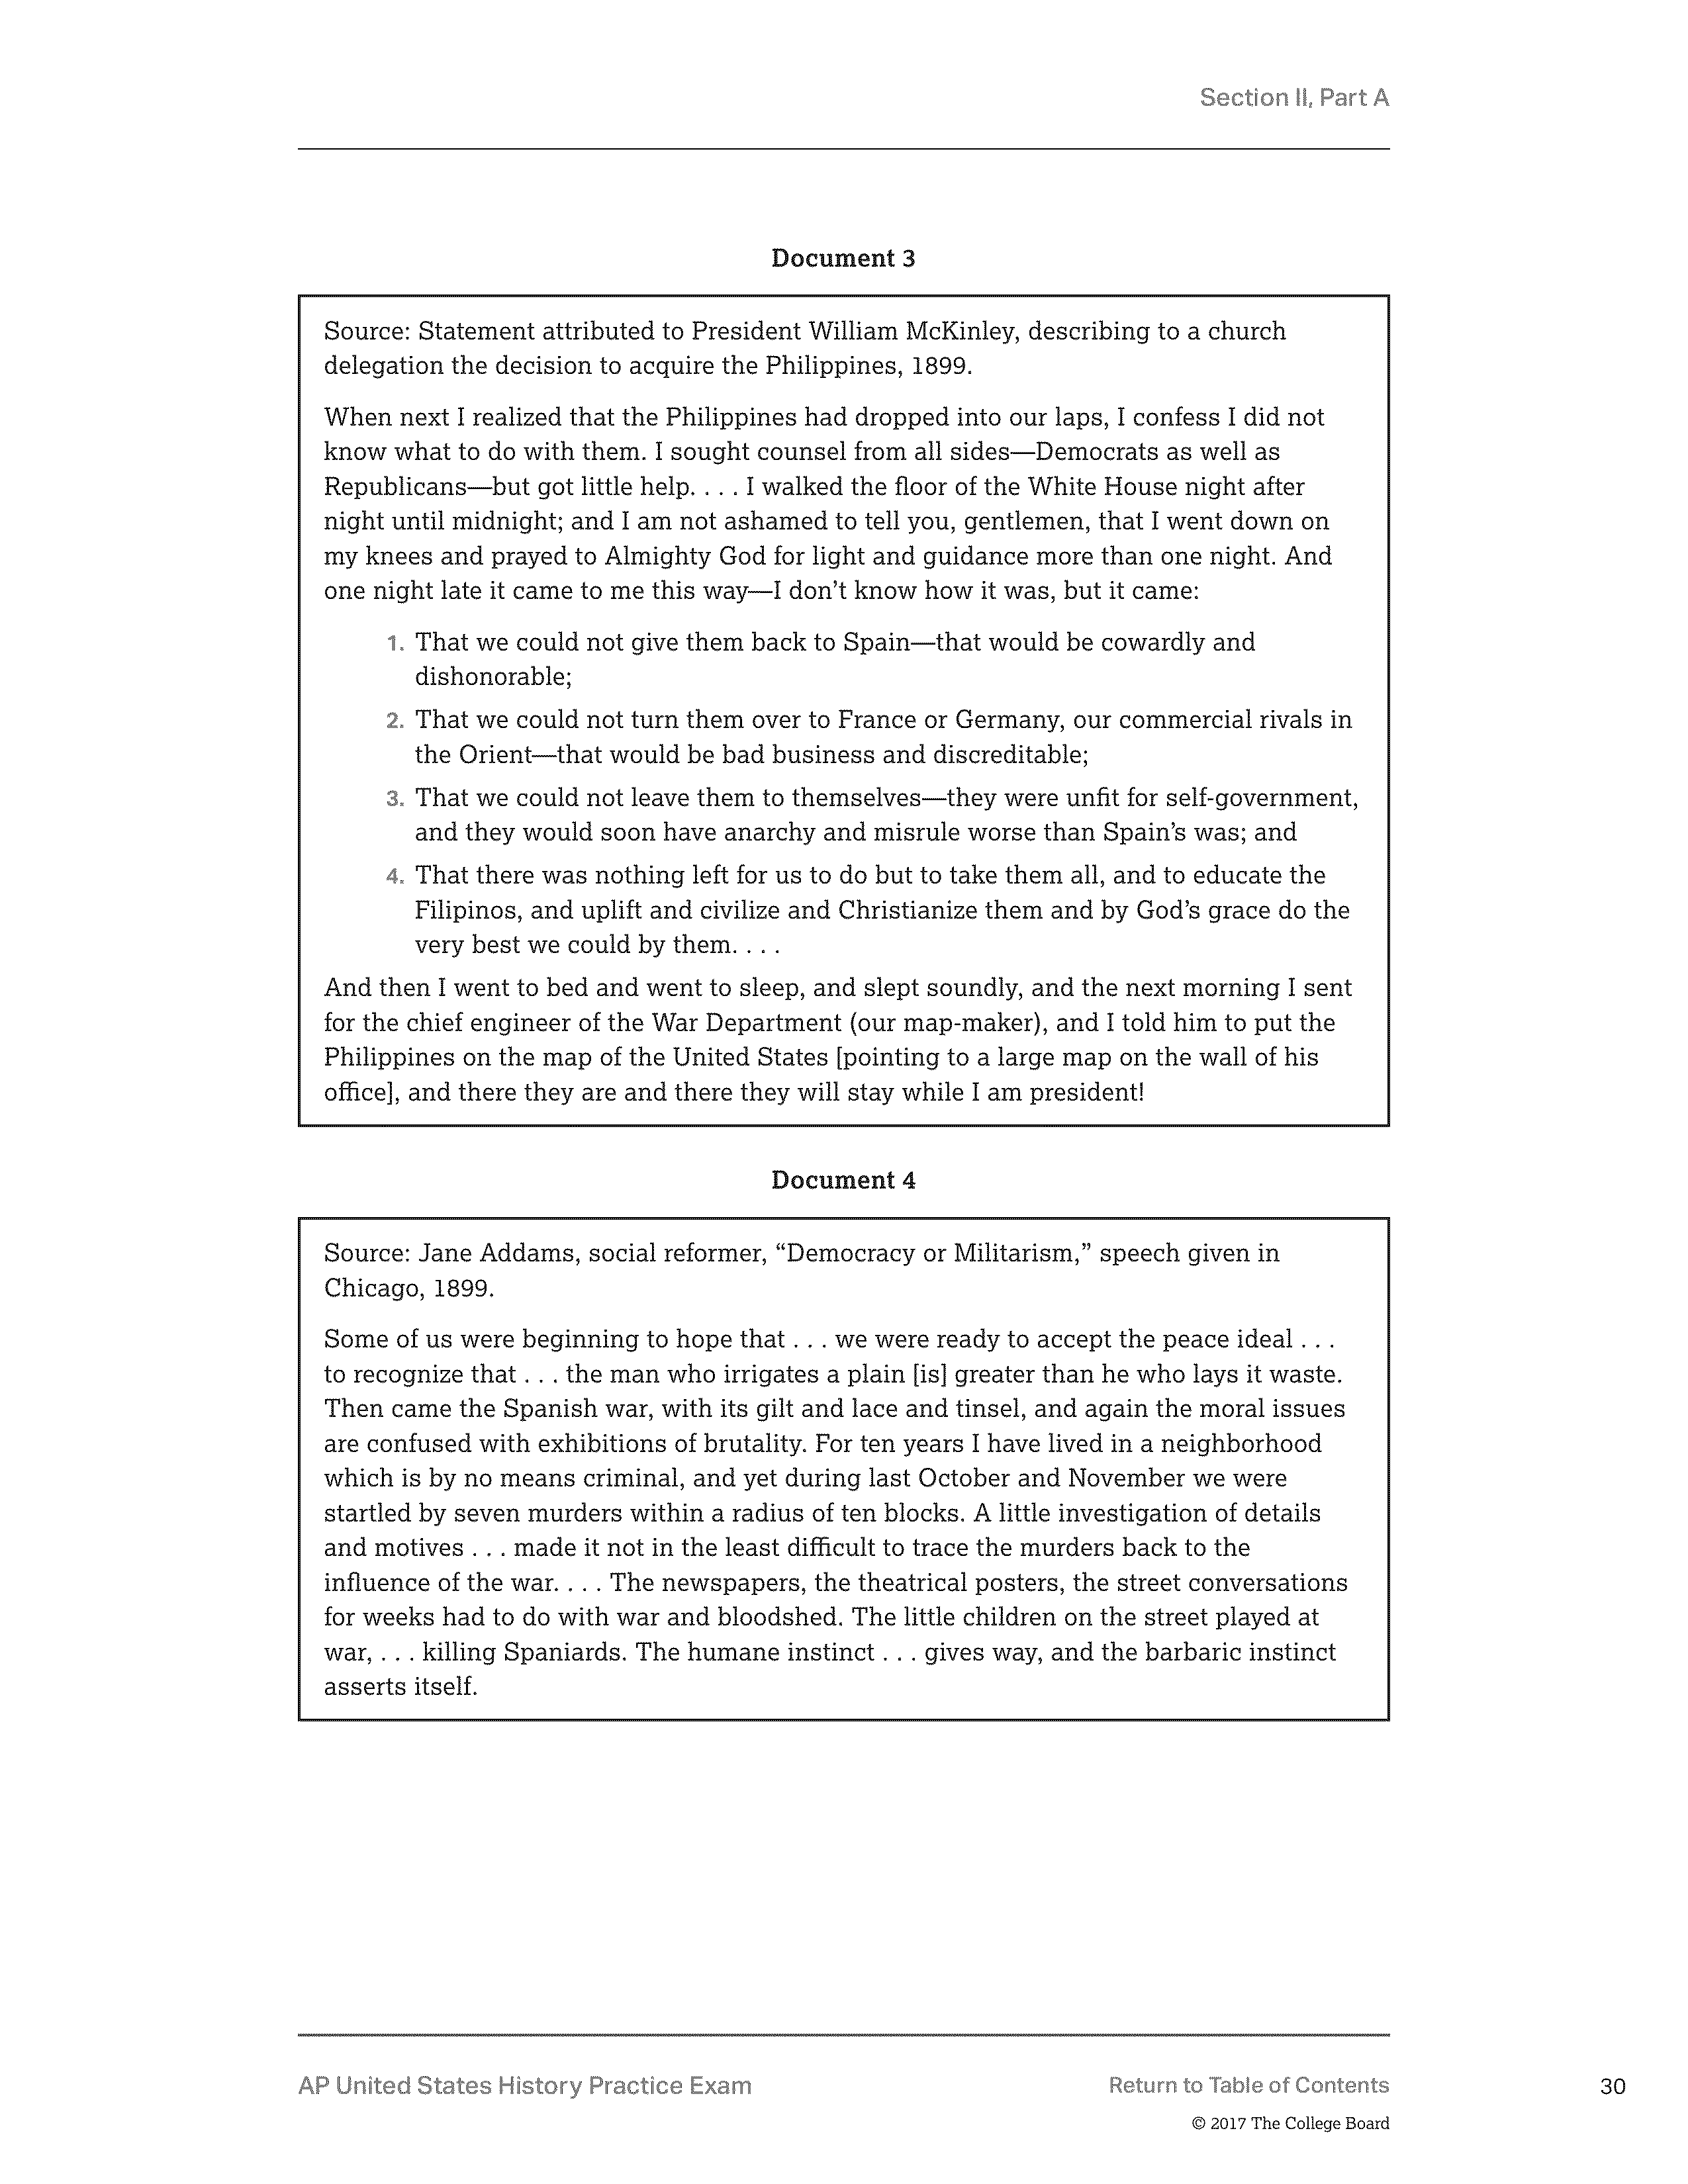 Section II, Part A
Document 3
Source: Statement attributed to President William McKinley, describing to a church
delegation the decision to acquire the Philippines, 1899.
When next I realized that the Philippines had dropped into our laps, I confess I did not
know what to do with them. I sought counsel from all sides—Democrats as well as
Republicans—but got little help. . . . I walked the floor of the White House night after
night until midnight; and I am not ashamed to tell you, gentlemen, that I went down on
my knees and prayed to Almighty God for light and guidance more than one night. And
one night late it came to me this way—I don’t know how it was, but it came:
1. That we could not give them back to Spain—that would be cowardly and
dishonorable;
2. That we could not turn them over to France or Germany, our commercial rivals in
the Orient—that would be bad business and discreditable;
3. That we could not leave them to themselves—they were unfit for self-government,
and they would soon have anarchy and misrule worse than Spain’s was; and
4. That there was nothing left for us to do but to take them all, and to educate the
Filipinos, and uplift and civilize and Christianize them and by God’s grace do the
very best we could by them. . . .
And then I went to bed and went to sleep, and slept soundly, and the next morning I sent
for the chief engineer of the War Department (our map-maker), and I told him to put the
Philippines on the map of the United States [pointing to a large map on the wall of his
office], and there they are and there they will stay while I am president!
Document 4
Source: Jane Addams, social reformer, “Democracy or Militarism,” speech given in
Chicago, 1899.
Some of us were beginning to hope that . . . we were ready to accept the peace ideal . . .
to recognize that . . . the man who irrigates a plain [is] greater than he who lays it waste.
Then came the Spanish war, with its gilt and lace and tinsel, and again the moral issues
are confused with exhibitions of brutality. For ten years I have lived in a neighborhood
which is by no means criminal, and yet during last October and November we were
startled by seven murders within a radius of ten blocks. A little investigation of details
and motives . . . made it not in the least difficult to trace the murders back to the
influence of the war. . . . The newspapers, the theatrical posters, the street conversations
for weeks had to do with war and bloodshed. The little children on the street played at
war, . . . killing Spaniards. The humane instinct . . . gives way, and the barbaric instinct
asserts itself.
AP United States History Practice Exam
Return to Table of Contents
30
© 2017 The College Board